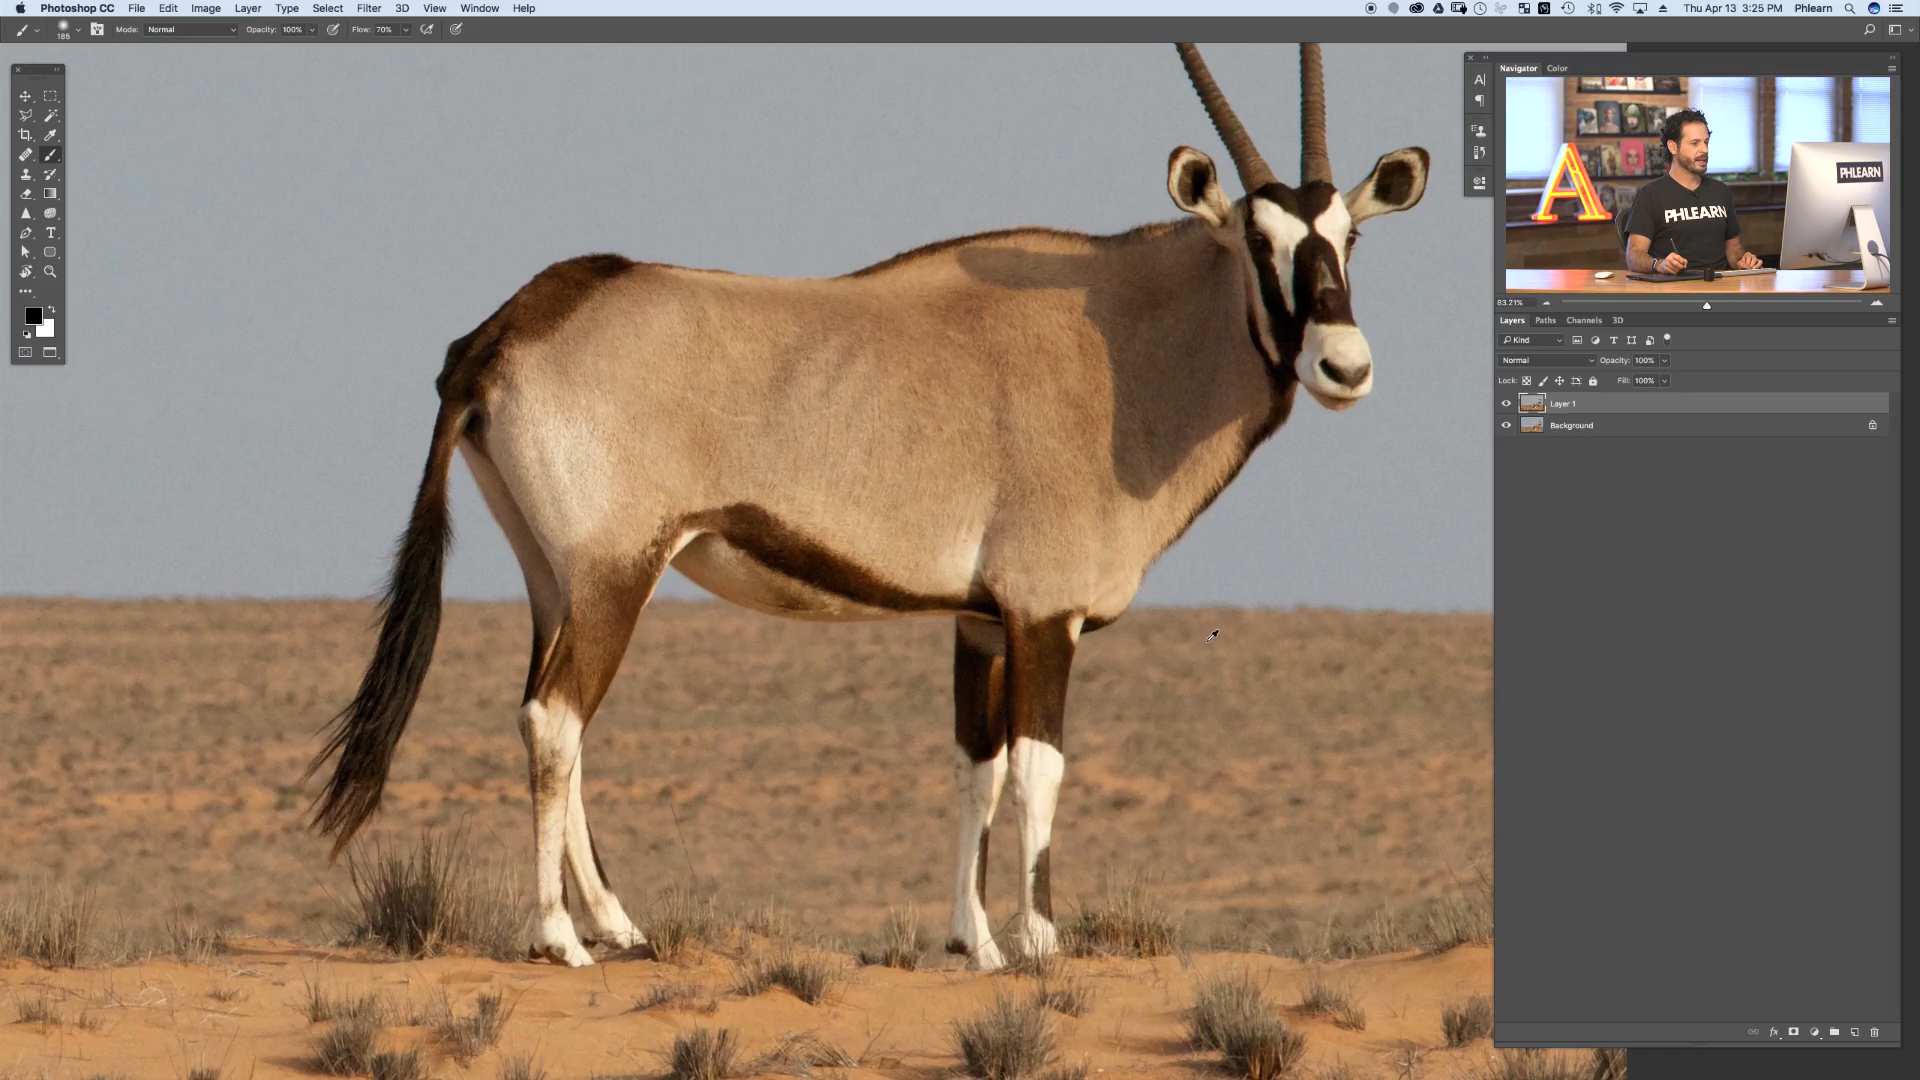 Photoshop CC File Edit Image Layer Type Select Filter 3D View Window Help Thu Apr 13 3:25 PM Phlearn
185 Mode: Normal Opacity: 100% Flow: 70%
Navigator Color
A
PHLEARN
PHLEARN
83.21%
Layers Paths Channels 3D
Kind
Normal Opacity: 100%
Lock: Fill: 100%
Layer 1
Background